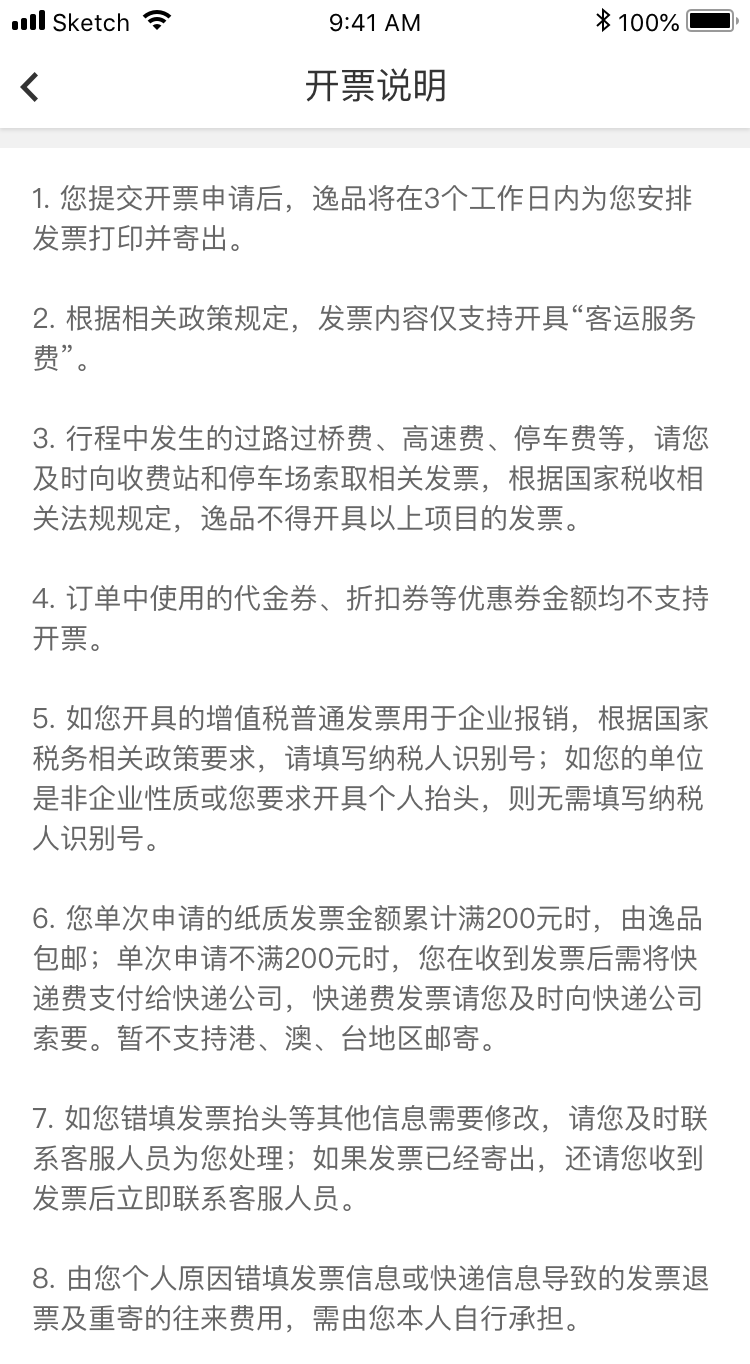 Sketch 9:41 AM 100%
开票说明
1. 您提交开票申请后，逸品将在3个工作日内为您安排
发票打印并寄出。
2. 根据相关政策规定，发票内容仅支持开具“客运服务
费”。
3. 行程中发生的过路过桥费、高速费、停车费等，请您
及时向收费站和停车场索取相关发票，根据国家税收相
关法规规定，逸品不得开具以上项目的发票。
4. 订单中使用的代金券、折扣券等优惠券金额均不支持
开票。
5. 如您开具的增值税普通发票用于企业报销，根据国家
税务相关政策要求，请填写纳税人识别号；如您的单位
是非企业性质或您要求开具个人抬头，则无需填写纳税
人识别号。
6. 您单次申请的纸质发票金额累计满200元时，由逸品
包邮；单次申请不满200元时，您在收到发票后需将快
递费支付给快递公司，快递费发票请您及时向快递公司
索要。暂不支持港、澳、台地区邮寄。
7. 如您错填发票抬头等其他信息需要修改，请您及时联
系客服人员为您处理；如果发票已经寄出，还请您收到
发票后立即联系客服人员。
8. 由您个人原因错填发票信息或快递信息导致的发票退
票及重寄的往来费用，需由您本人自行承担。